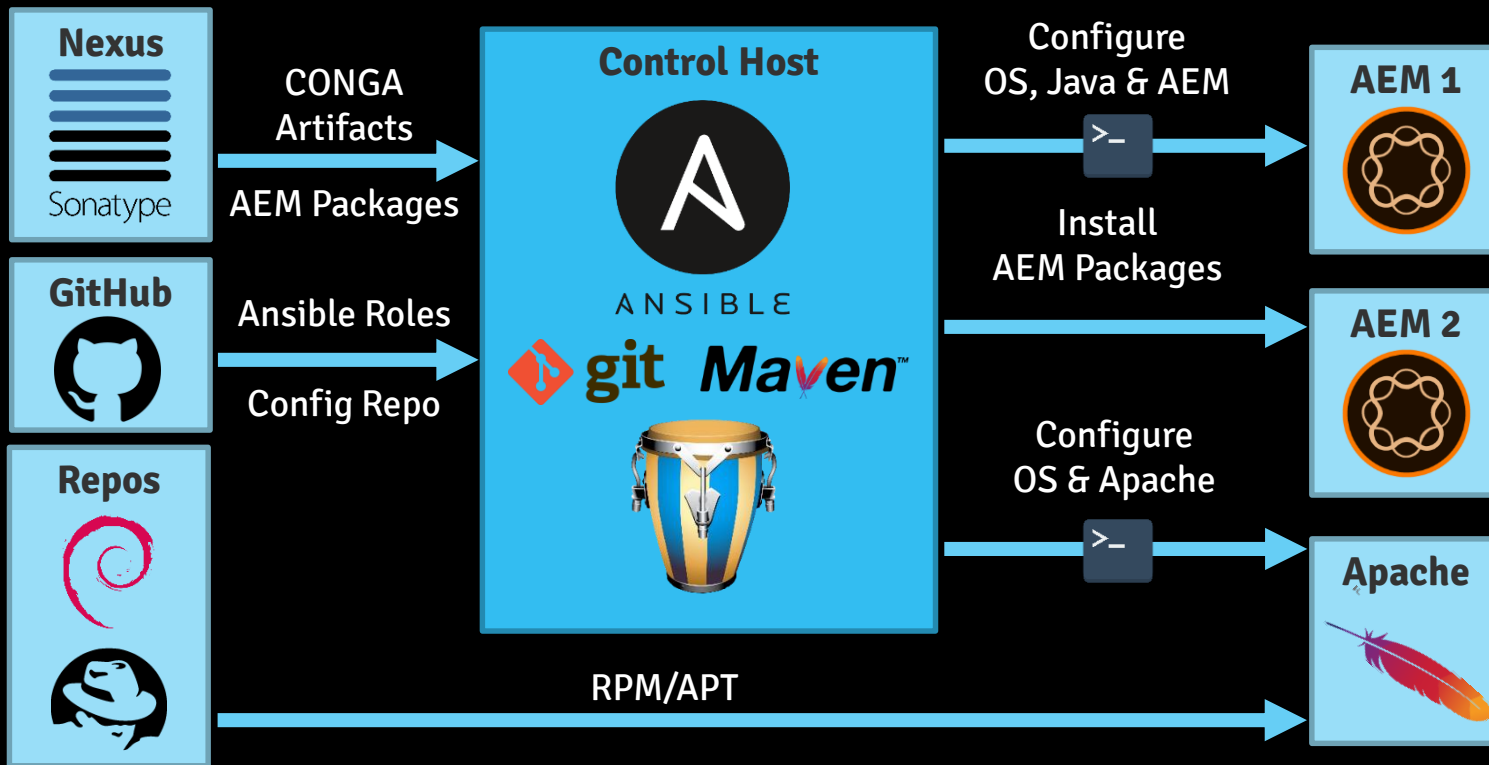 Nexus
Sonatype
CONGA
Artifacts
AEM Packages
GitHub
Ansible Roles
Config Repo
Repos
Control Host
ANSIBLE
git
Maven™
Configure
OS, Java & AEM
>_
Install
AEM Packages
Configure
OS & Apache
>_
RPM/APT
AEM 1
AEM 2
Apache